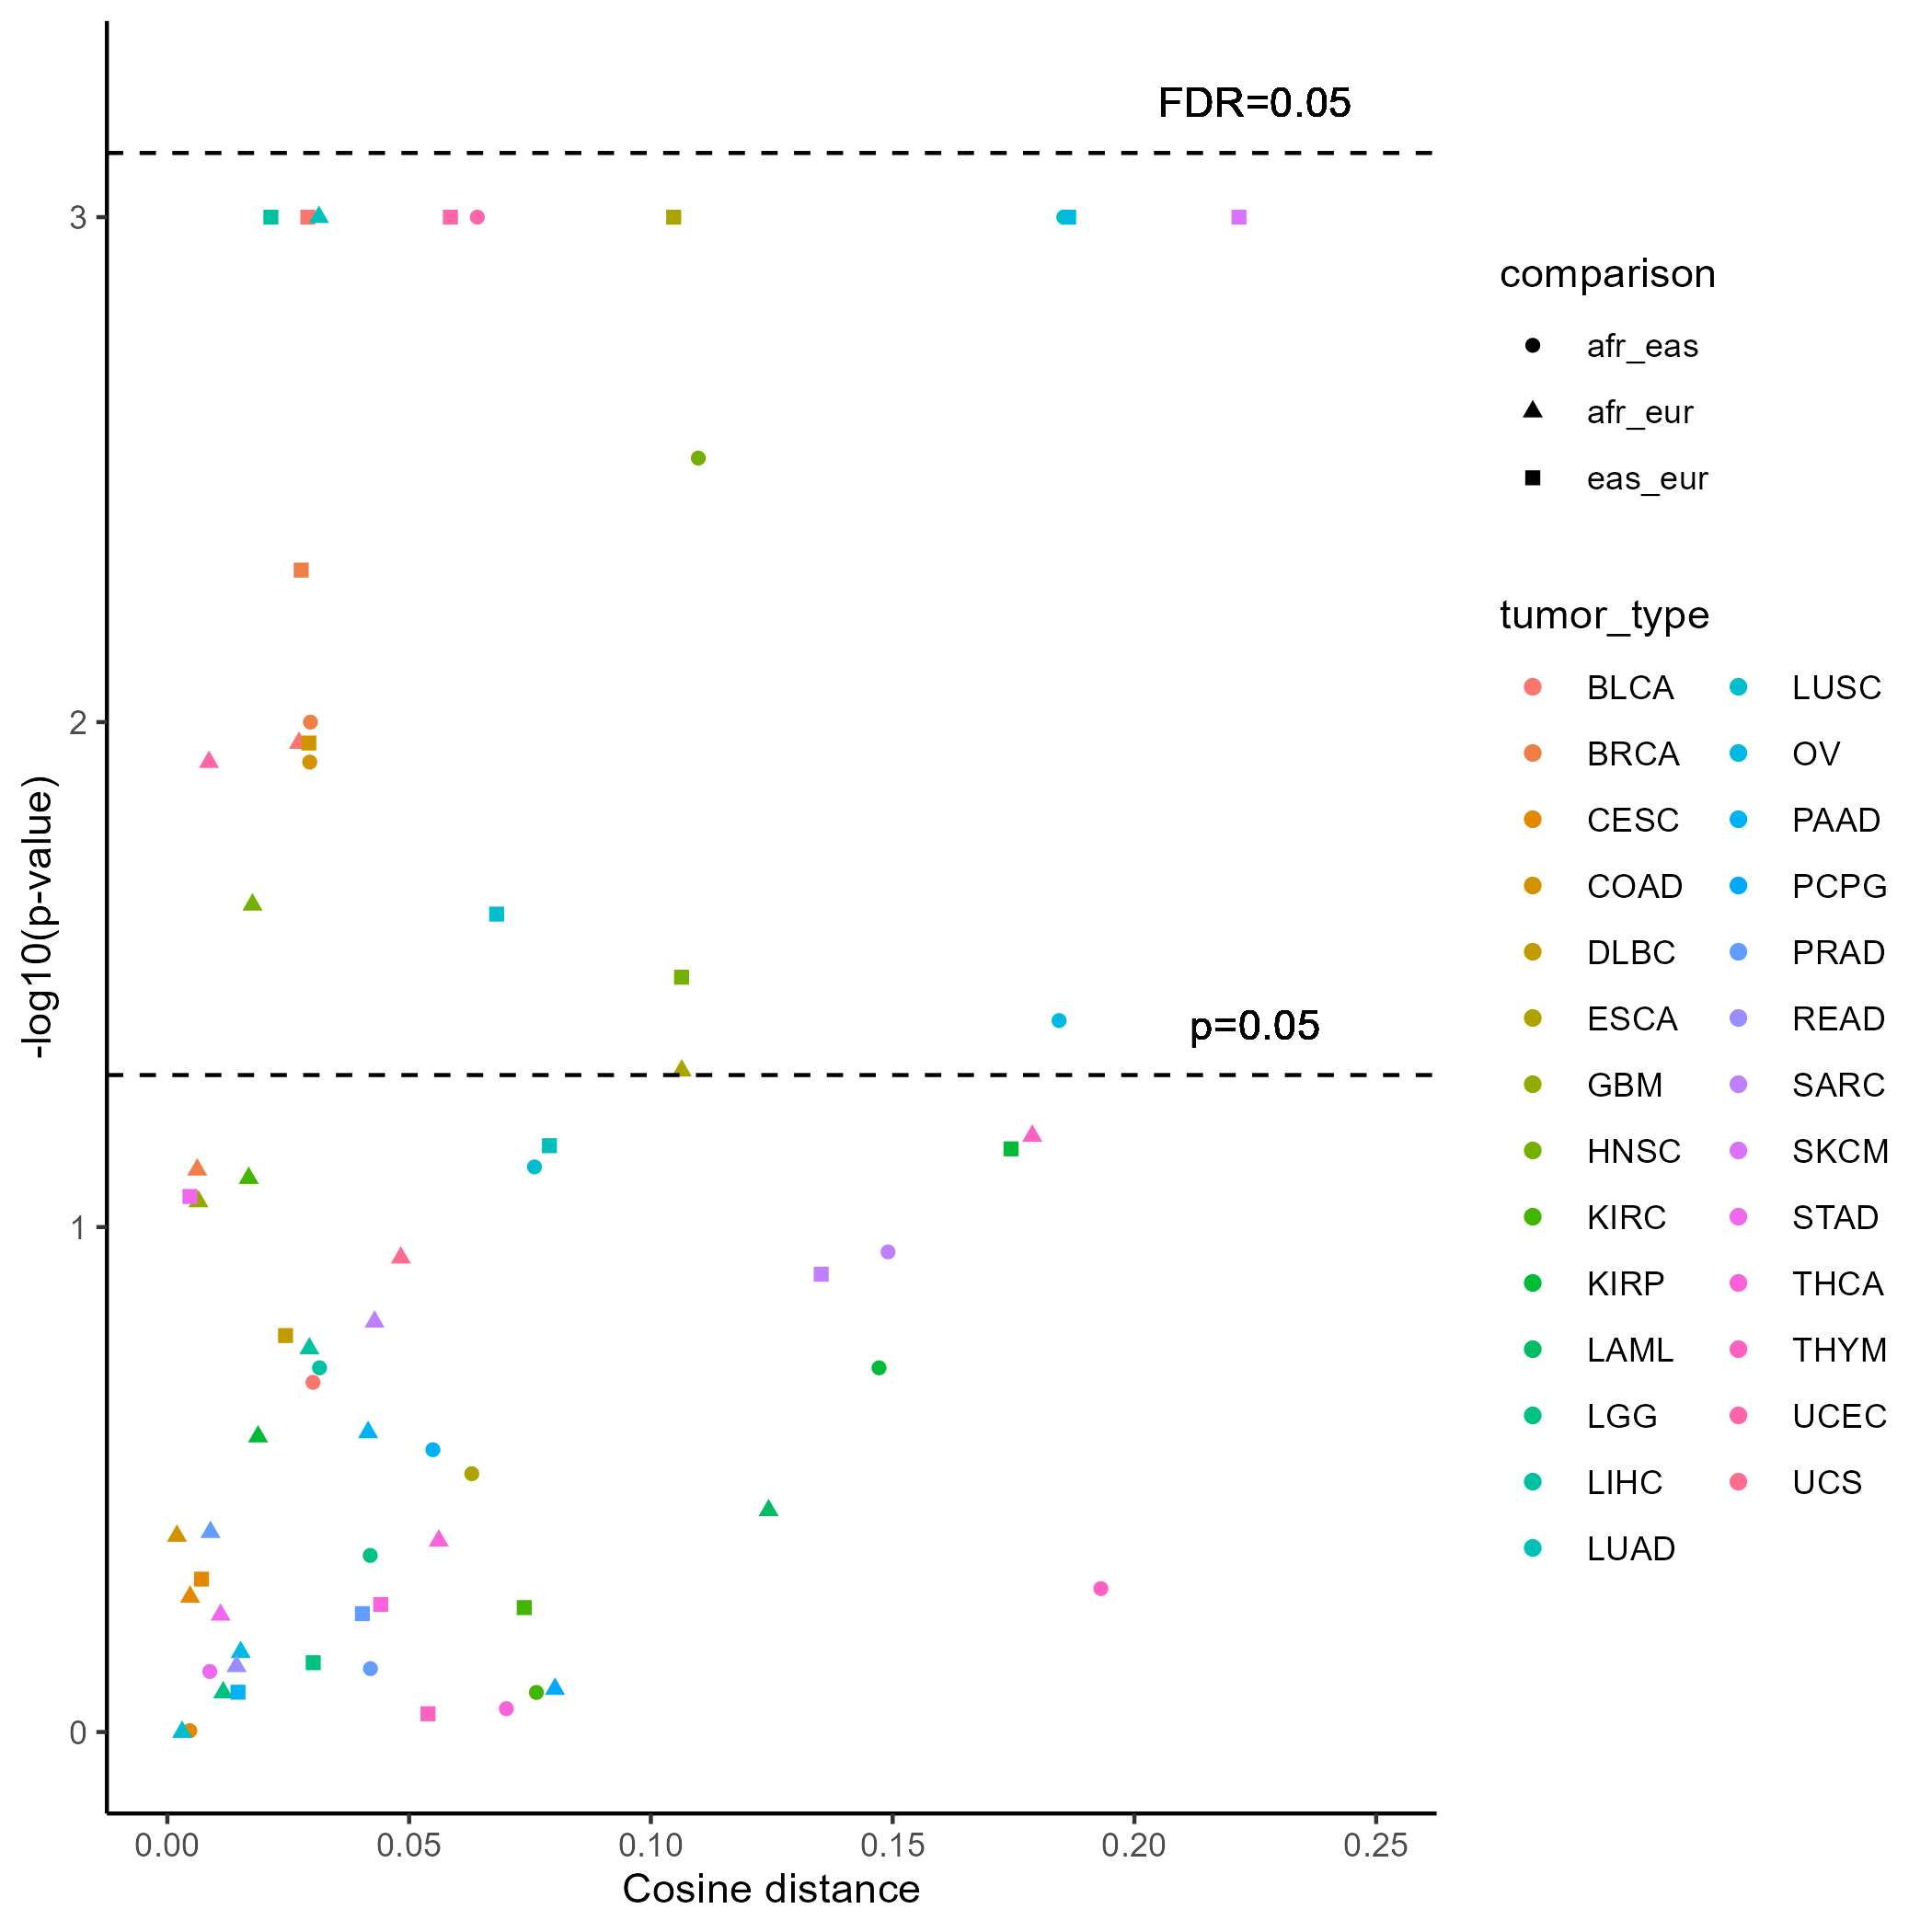 FDR=0.05
3
2
p=0.05
1
0
-log10(p-value)
0.00 0.05 0.10 0.15 0.20 0.25
Cosine distance
comparison
afr_eas
afr_eur
eas_eur
tumor_type
BLCA
BRCA
CESC
COAD
DLBC
ESCA
GBM
HNSC
KIRC
KIRP
LAML
LGG
LIHC
LUAD
LUSC
OV
PAAD
PCPG
PRAD
READ
SARC
SKCM
STAD
THCA
THYM
UCEC
UCS